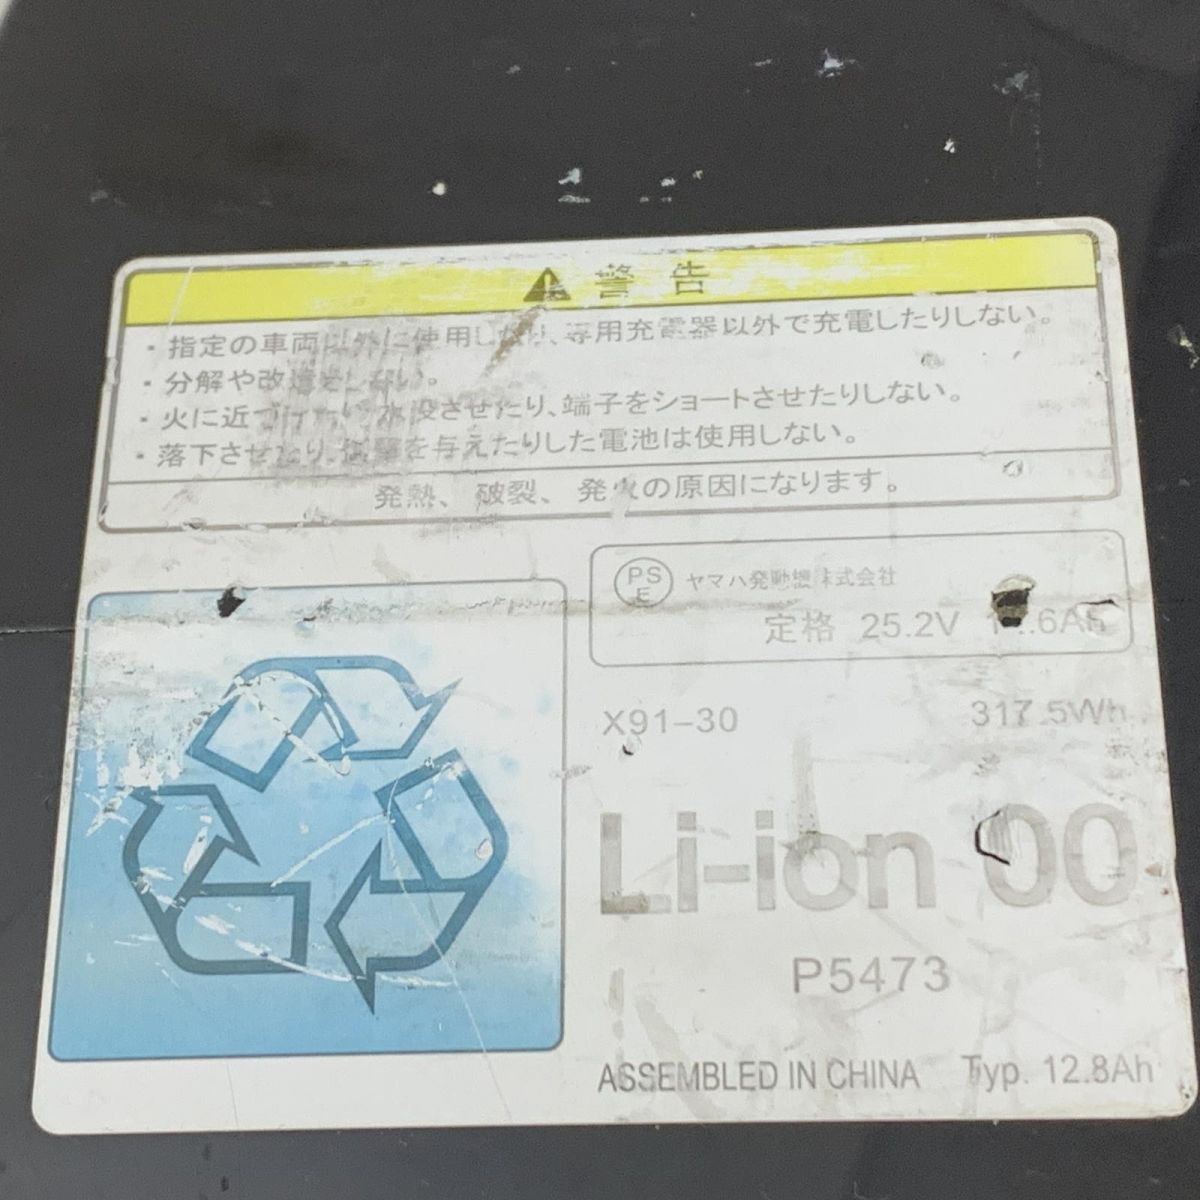 警告
・指定の車両以外に使用したり、専用充電器以外で充電したりしない。
・分解や改造をしない。
・火に近づけたり、水没させたり、端子をショートさせたりしない。
・落下させたり、衝撃を与えたりした電池は使用しない。
発熱、破裂、発火の原因になります。
PS
E
ヤマハ発動機株式会社
定格 25.2V
X91-30 317.5Wh
Li-ion 00
P5473
ASSEMBLED IN CHINA Typ. 12.8Ah